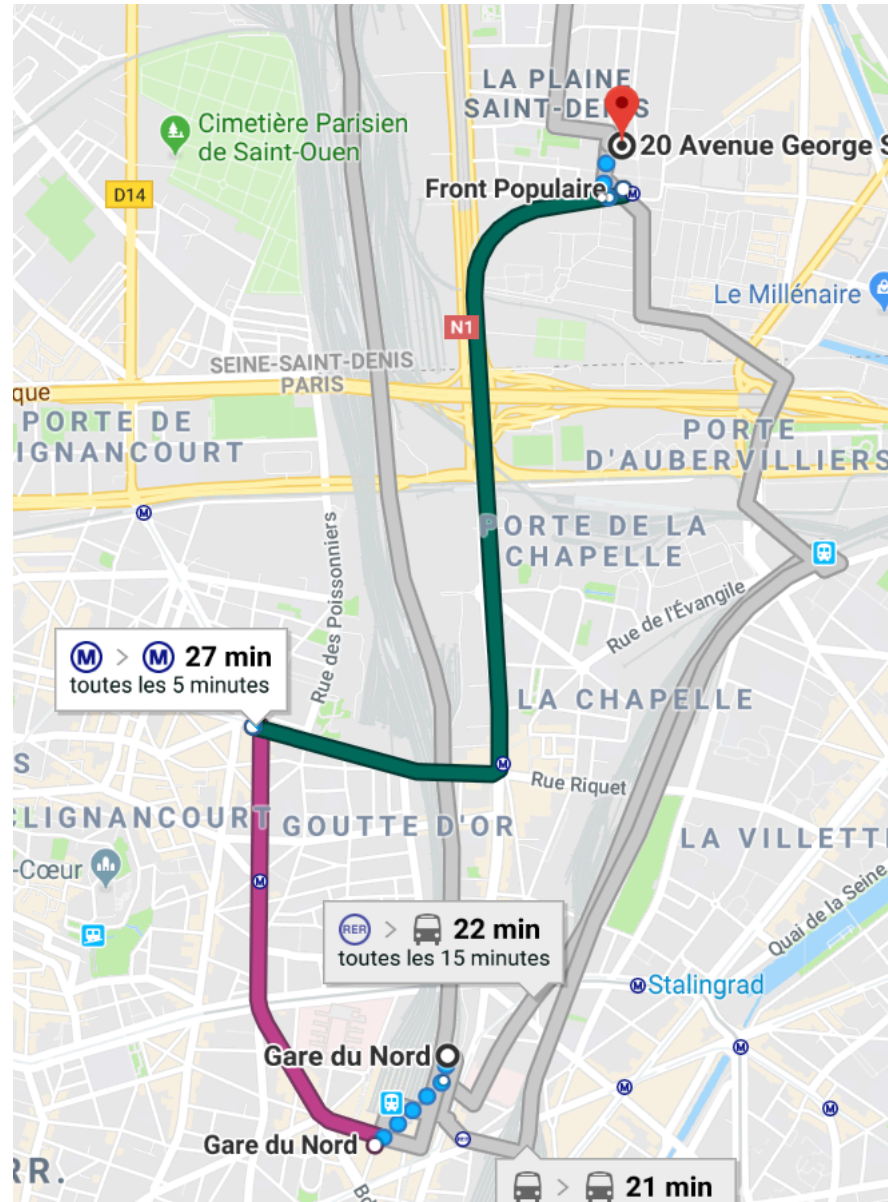 LA PLAINE
SAINT-DENIS
Cimetière Parisien
de Saint-Ouen
20 Avenue George S
D14
Front Populaire
M
Le Millénaire
N1
SEINE-SAINT-DENIS
PARIS
que
PORTE DE
IGNANCOURT
PORTE
D'AUBERVILLIERS
M
PORTE DE LA
CHAPELLE
Rue des Poissonniers
Rue de l'Évangile
M > M 27 min
toutes les 5 minutes
LA CHAPELLE
M
S
Rue Riquet
CLIGNANCOURT
GOUTTE D'OR
LA VILLETT
-Cœur
M
Quai de la Seine
RER > 22 min
toutes les 15 minutes
M Stalingrad
M
Gare du Nord
M
M
Gare du Nord
RER
RR.
> 21 min